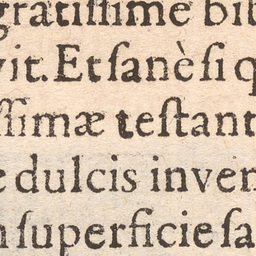 gratissime bib
vit. Et sanè si q
ssimæ testant
e dulcis inven
n superficie sa